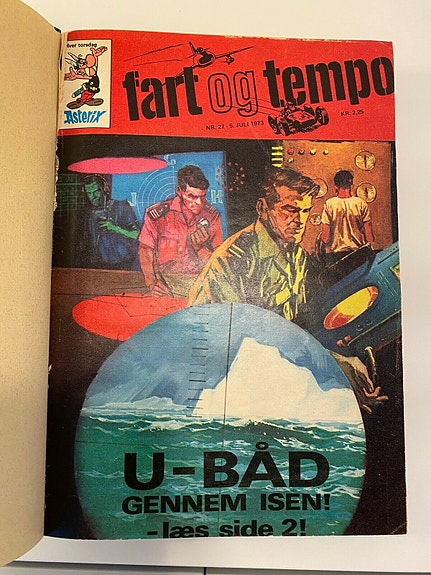 Hver torsdag
Asterix
fart og tempo
NR. 27 - 5. JULI 1973
KR. 2,25
U-BÅD
GENNEM ISEN!
-læs side 2!